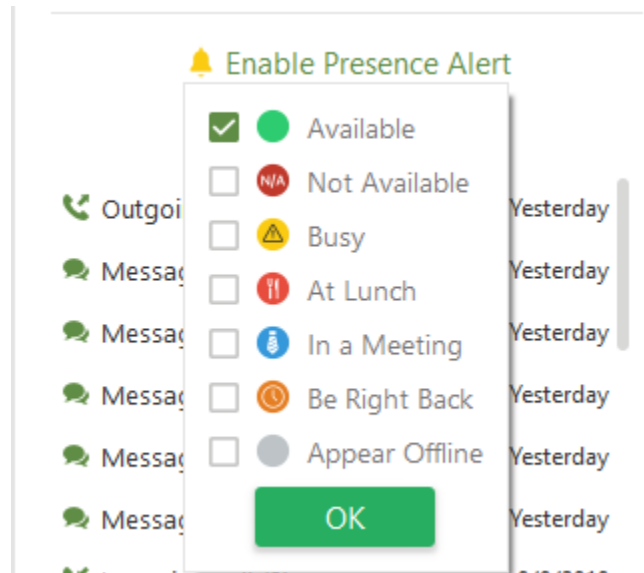 Enable Presence Alert
Available
N/A Not Available
Busy
At Lunch
In a Meeting
Be Right Back
Appear Offline
OK
Outgoi Yesterday
Messag Yesterday
Messag Yesterday
Messag Yesterday
Messag Yesterday
Messag Yesterday